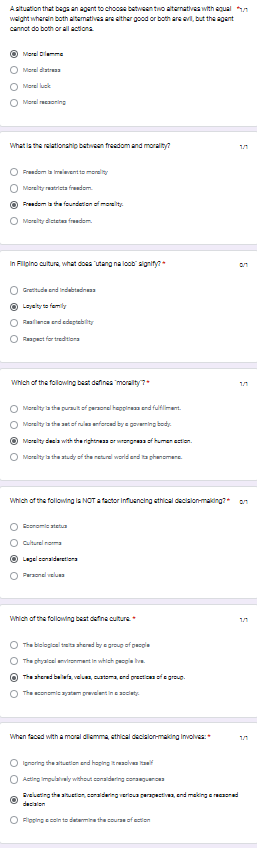 A situation that begs an agent to choose between two alternatives with equal *1/1
weight wherein both alternatives are either good or both are evil, but the agent
cannot do both or all actions.
Moral Dilemma
Moral distress
Moral luck
Moral reasoning
What is the relationship between freedom and morality? 1/1
Freedom is irrelevant to morality
Morality restricts freedom.
Freedom is the foundation of morality.
Morality dictates freedom.
In Filipino culture, what does "utang na loob" signify? * 0/1
Gratitude and indebtedness
Loyalty to family
Resilience and adaptability
Respect for traditions
Which of the following best defines "morality"? * 1/1
Morality is the pursuit of personal happiness and fulfillment.
Morality is the set of rules enforced by a governing body.
Morality deals with the rightness or wrongness of human action.
Morality is the study of the natural world and its phenomena.
Which of the following is NOT a factor influencing ethical decision-making? * 0/1
Economic status
Cultural norms
Legal considerations
Personal values
Which of the following best define culture. * 1/1
The biological traits shared by a group of people
The physical environment in which people live.
The shared beliefs, values, customs, and practices of a group.
The economic system prevalent in a society.
When faced with a moral dilemma, ethical decision-making involves: * 1/1
Ignoring the situation and hoping it resolves itself
Acting impulsively without considering consequences
Evaluating the situation, considering various perspectives, and making a reasoned
decision
Flipping a coin to determine the course of action